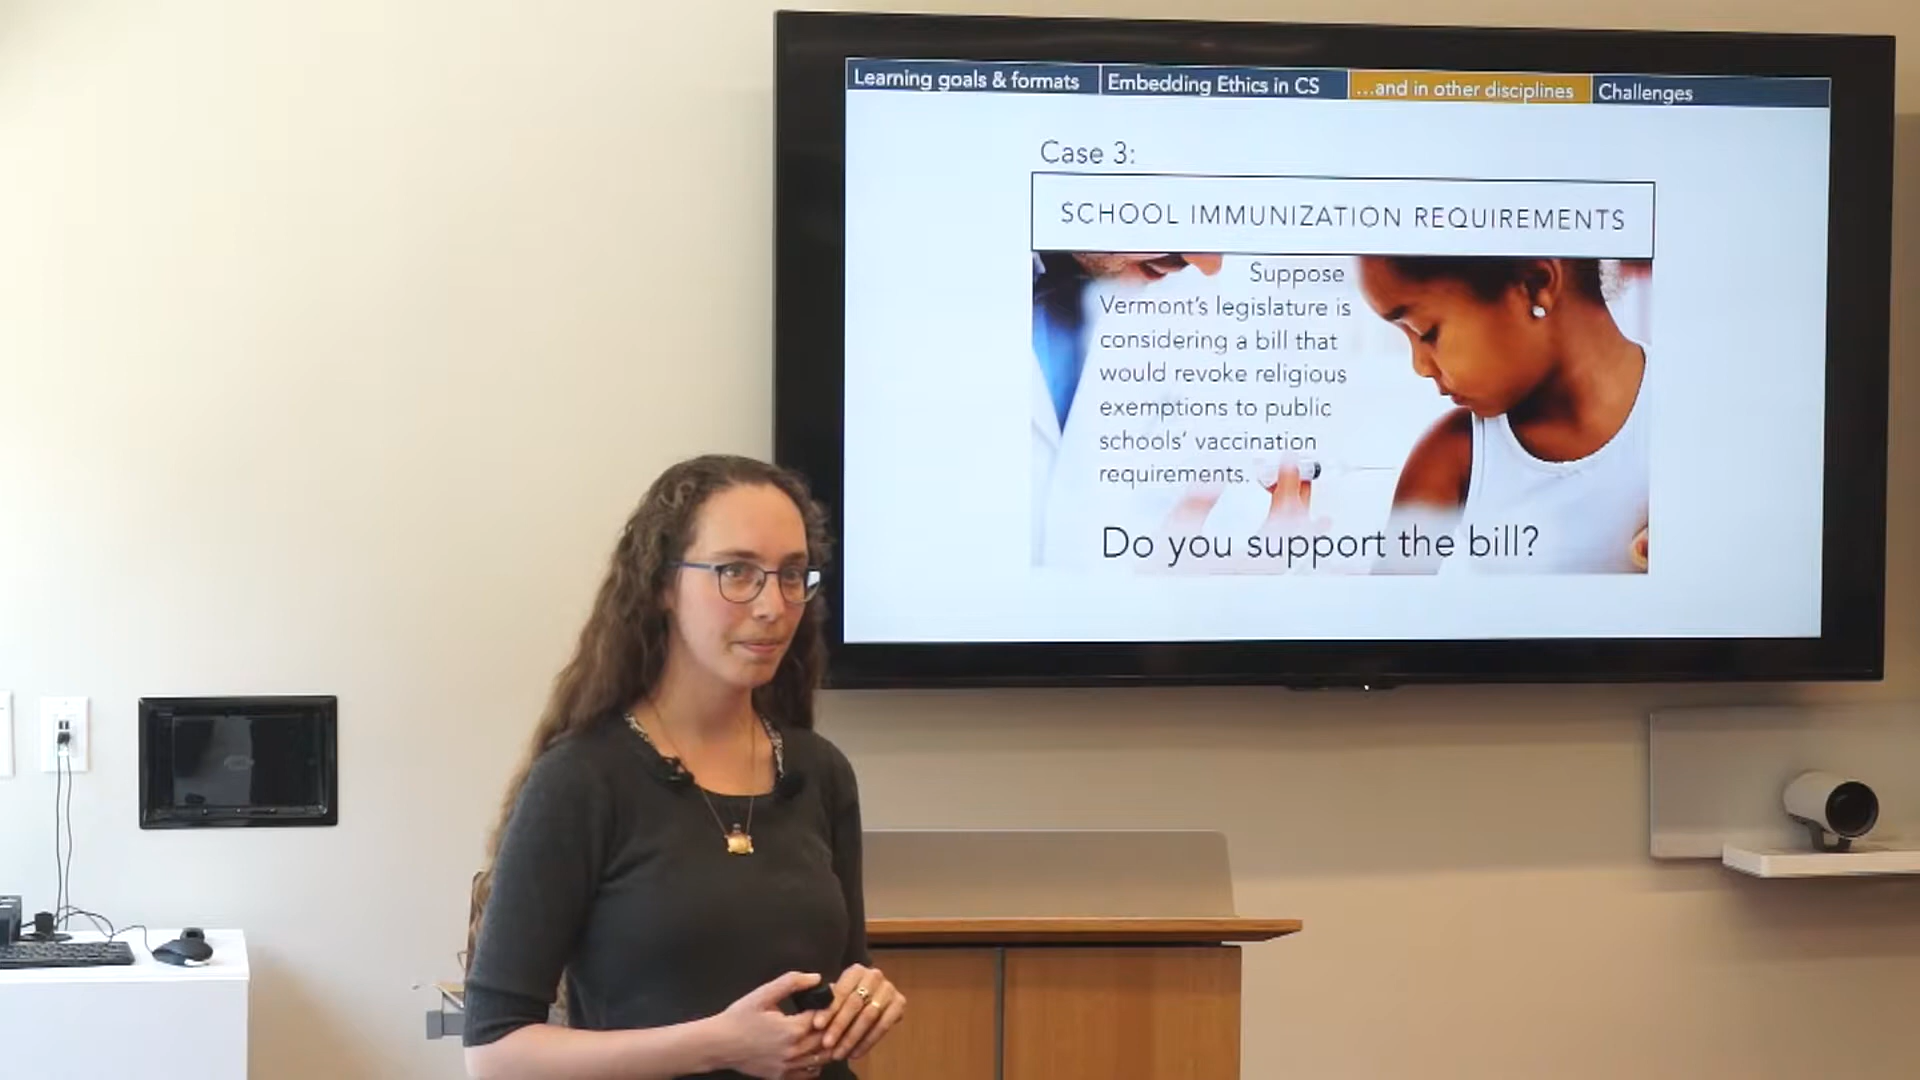 Learning goals & formats
Embedding Ethics in CS
...and in other disciplines
Challenges
Case 3:
SCHOOL IMMUNIZATION REQUIREMENTS
Suppose
Vermont's legislature is
considering a bill that
would revoke religious
exemptions to public
schools' vaccination
requirements.
Do you support the bill?